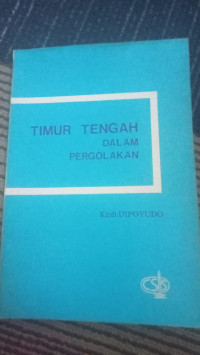 TIMUR TENGAH
DALAM
PERGOLAKAN
Kirdi DIPOYUDO
CSIS